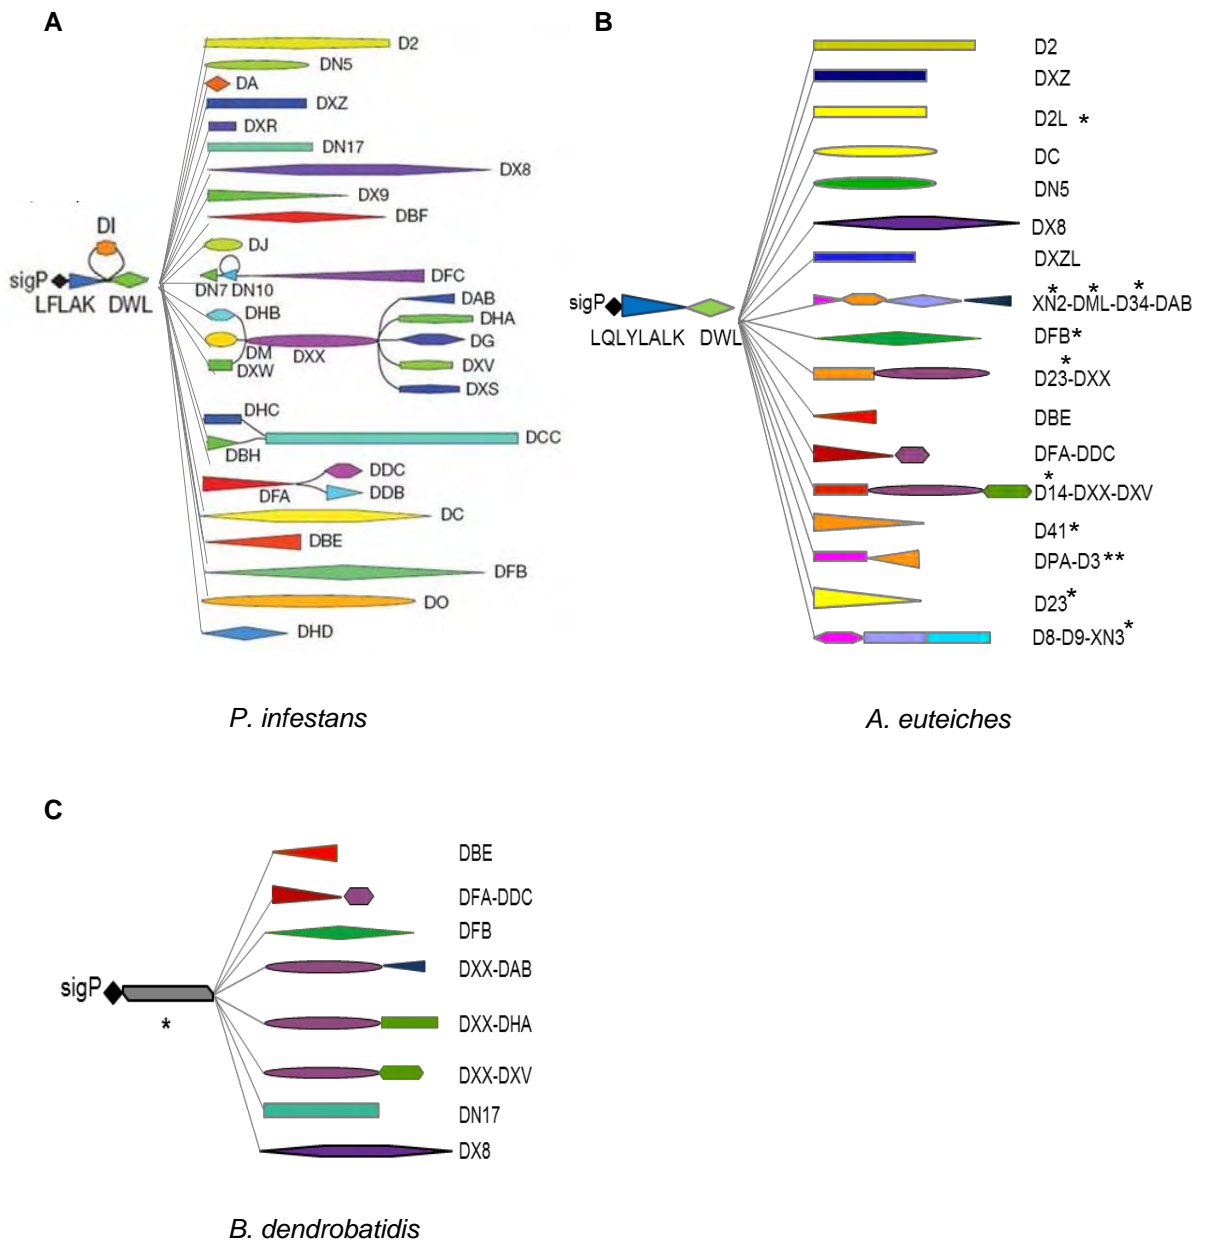 A
D2
DN5
DA
DXZ
DXR
DN17
DX8
DX9
DBF
DI
DJ
sigP
LFLAK DWL
DN7 DN10
DFC
DHB
DM
DXW
DXX
DAB
DHA
DG
DXV
DXS
DHC
DBH
DCC
DFA
DDC
DDB
DC
DBE
DFB
DO
DHD
P. infestans
B
D2
DXZ
D2L *
DC
DN5
DX8
DXZL
sigP
LQLYLALK DWL
* * *
XN2-DML-D34-DAB
DFB*
*
D23-DXX
DBE
DFA-DDC
*
D14-DXX-DXV
D41*
DPA-D3**
D23*
D8-D9-XN3*
A. euteiches
C
DBE
DFA-DDC
DFB
DXX-DAB
sigP
*
DXX-DHA
DXX-DXV
DN17
DX8
B. dendrobatidis